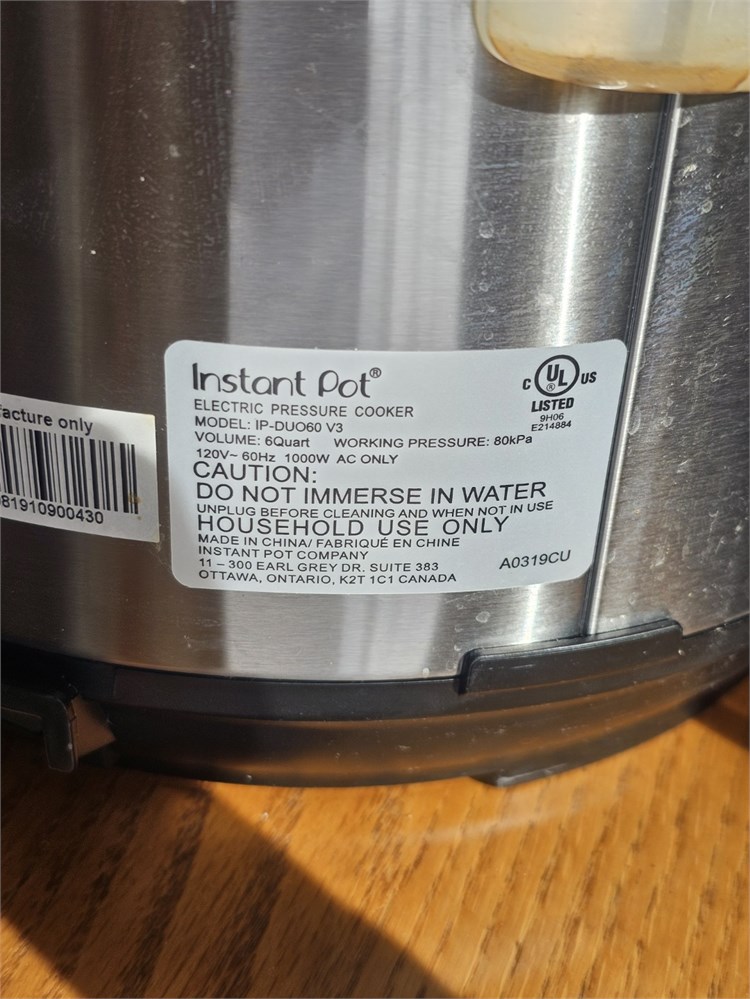 facture only
81910900430
Instant Pot®
ELECTRIC PRESSURE COOKER
MODEL: IP-DUO60 V3
VOLUME: 6Quart WORKING PRESSURE: 80kPa
120V~ 60Hz 1000W AC ONLY
CAUTION:
DO NOT IMMERSE IN WATER
UNPLUG BEFORE CLEANING AND WHEN NOT IN USE
HOUSEHOLD USE ONLY
MADE IN CHINA/ FABRIQUÉ EN CHINE
INSTANT POT COMPANY
11 – 300 EARL GREY DR. SUITE 383
OTTAWA, ONTARIO, K2T 1C1 CANADA
C UL ® US
LISTED
9H06
E214884
A0319CU